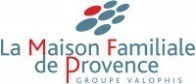 La Maison Familiale
de Provence
GROUPE VALOPHIS